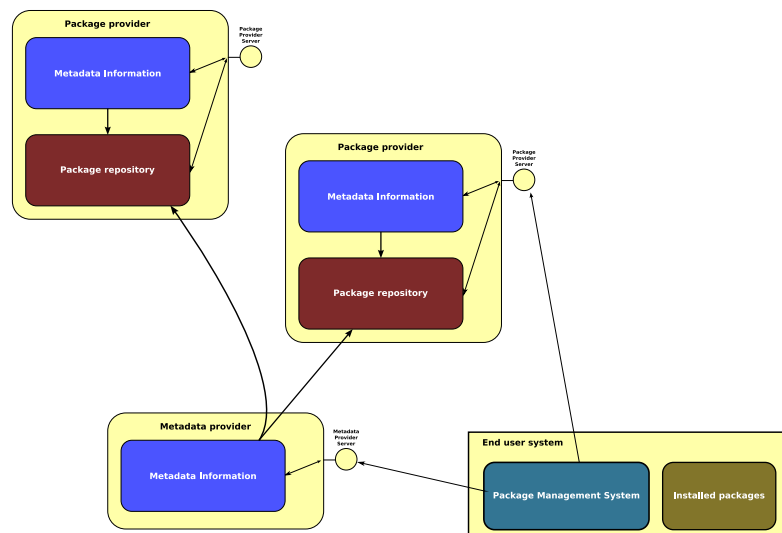 Package provider
Package
Provider
Server
Metadata Information
Package repository
Package provider
Package
Provider
Server
Metadata Information
Package repository
Metadata provider
Metadata
Provider
Server
Metadata Information
End user system
Package Management System
Installed packages